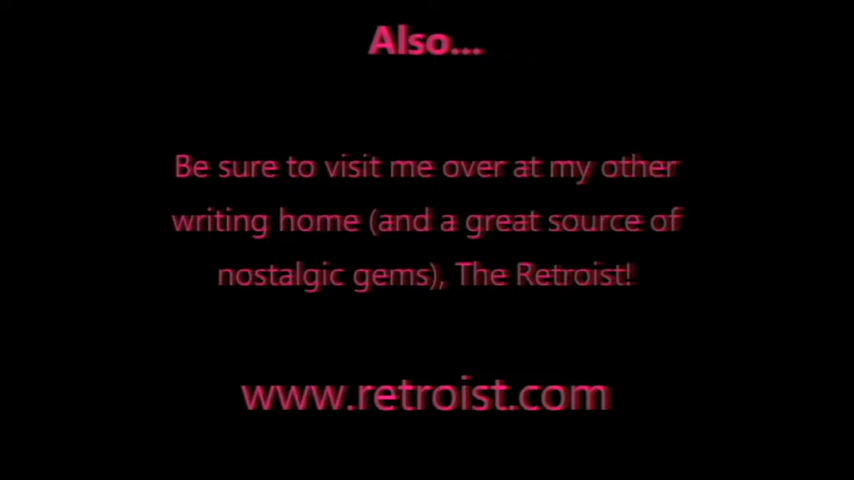 Also...
Be sure to visit me over at my other
writing home (and a great source of
nostalgic gems), The Retroist!
www.retroist.com